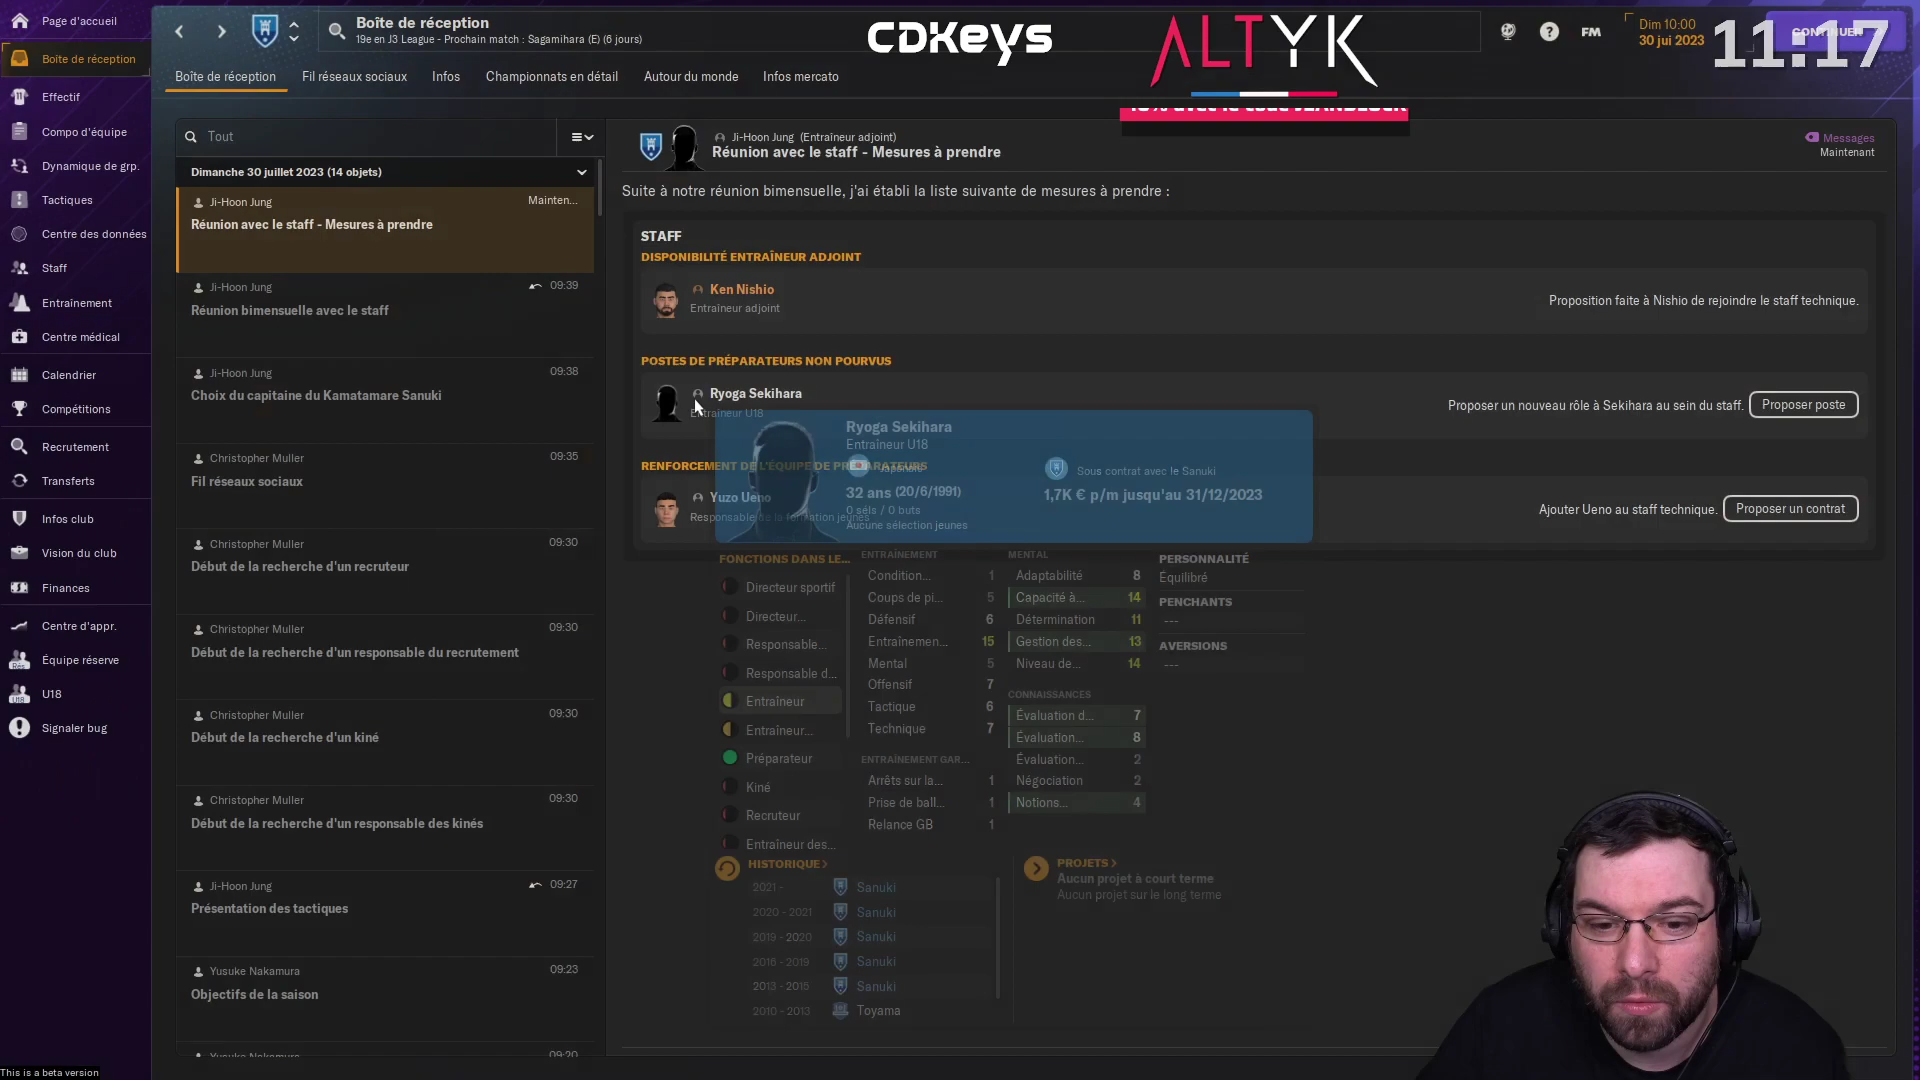 Page d'accueil
Boîte de réception
Effectif
Compo d'équipe
Dynamique de grp.
Tactiques
Centre des données
Staff
Entraînement
Centre médical
Calendrier
Compétitions
Recrutement
Transferts
Infos club
Vision du club
Finances
Centre d'appr.
Équipe réserve
U18
Signaler bug
This is a beta version
Boîte de réception
19e en J3 League - Prochain match : Sagamihara (E) (6 jours)
CDKeys
ALTYK
FM
Dim 10:00
30 jui 2023
CONTINUER
11:17
Boîte de réception
Fil réseaux sociaux
Infos
Championnats en détail
Autour du monde
Infos mercato
Tout
Dimanche 30 juillet 2023 (14 objets)
Ji-Hoon Jung Mainten...
Réunion avec le staff - Mesures à prendre
Ji-Hoon Jung 09:39
Réunion bimensuelle avec le staff
Ji-Hoon Jung 09:38
Choix du capitaine du Kamatamare Sanuki
Christopher Muller 09:35
Fil réseaux sociaux
Christopher Muller 09:30
Début de la recherche d'un recruteur
Christopher Muller 09:30
Début de la recherche d'un responsable du recrutement
Christopher Muller 09:30
Début de la recherche d'un kiné
Christopher Muller 09:30
Début de la recherche d'un responsable des kinés
Ji-Hoon Jung 09:27
Présentation des tactiques
Yusuke Nakamura 09:23
Objectifs de la saison
Yusuke Nakamura 09:20
Ji-Hoon Jung (Entraîneur adjoint)
Réunion avec le staff - Mesures à prendre
Messages
Maintenant
Suite à notre réunion bimensuelle, j'ai établi la liste suivante de mesures à prendre :
STAFF
DISPONIBILITÉ ENTRAÎNEUR ADJOINT
Ken Nishio
Entraîneur adjoint
Proposition faite à Nishio de rejoindre le staff technique.
POSTES DE PRÉPARATEURS NON POURVUS
Ryoga Sekihara
Entraîneur U18
Proposer un nouveau rôle à Sekihara au sein du staff.
Proposer poste
RENFORCEMENT DE L'ÉQUIPE DE PRÉPARATEURS
Yuzo Ueno
Responsable de la formation jeunes
Ajouter Ueno au staff technique.
Proposer un contrat
Ryoga Sekihara
Entraîneur U18
Japonais
32 ans (20/6/1991)
0 séls / 0 buts
Aucune sélection jeunes
Sous contrat avec le Sanuki
1,7K € p/m jusqu'au 31/12/2023
FONCTIONS DANS LE...
Directeur sportif
Directeur...
Responsable...
Responsable d...
Entraîneur
Entraîneur...
Préparateur
Kiné
Recruteur
Entraîneur des...
ENTRAÎNEMENT
Condition... 1
Coups de pi... 5
Défensif 6
Entraînemen... 15
Mental 5
Offensif 7
Tactique 6
Technique 7
ENTRAÎNEMENT GAR...
Arrêts sur la... 1
Prise de ball... 1
Relance GB 1
MENTAL
Adaptabilité 8
Capacité à... 14
Détermination 11
Gestion des... 13
Niveau de... 14
CONNAISSANCES
Évaluation d... 7
Évaluation... 8
Évaluation... 2
Négociation 2
Notions... 4
PERSONNALITÉ
Équilibré
PENCHANTS
---
AVERSIONS
---
HISTORIQUE
2021 - Sanuki
2020 - 2021 Sanuki
2019 - 2020 Sanuki
2016 - 2019 Sanuki
2013 - 2015 Sanuki
2010 - 2013 Toyama
PROJETS
Aucun projet à court terme
Aucun projet sur le long terme